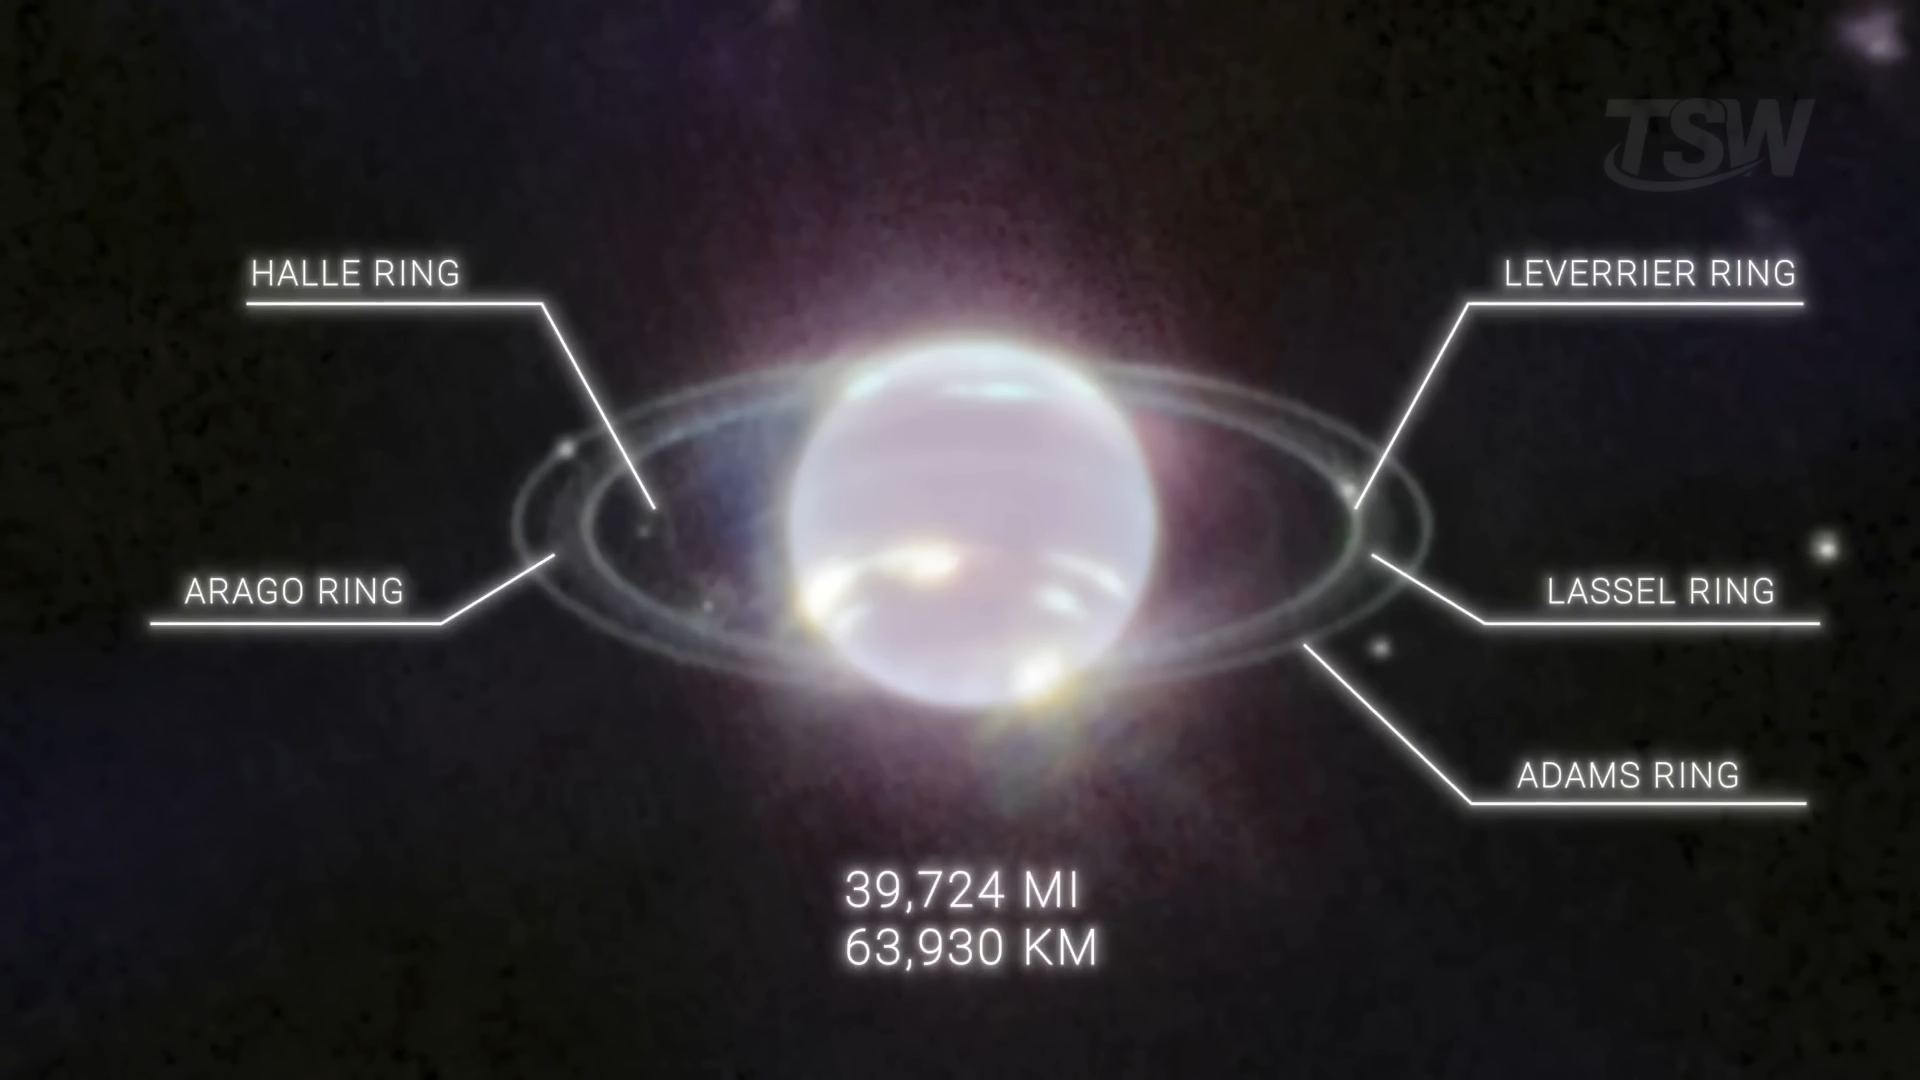 TSW
HALLE RING
LEVERRIER RING
ARAGO RING
LASSEL RING
ADAMS RING
39,724 MI
63,930 KM